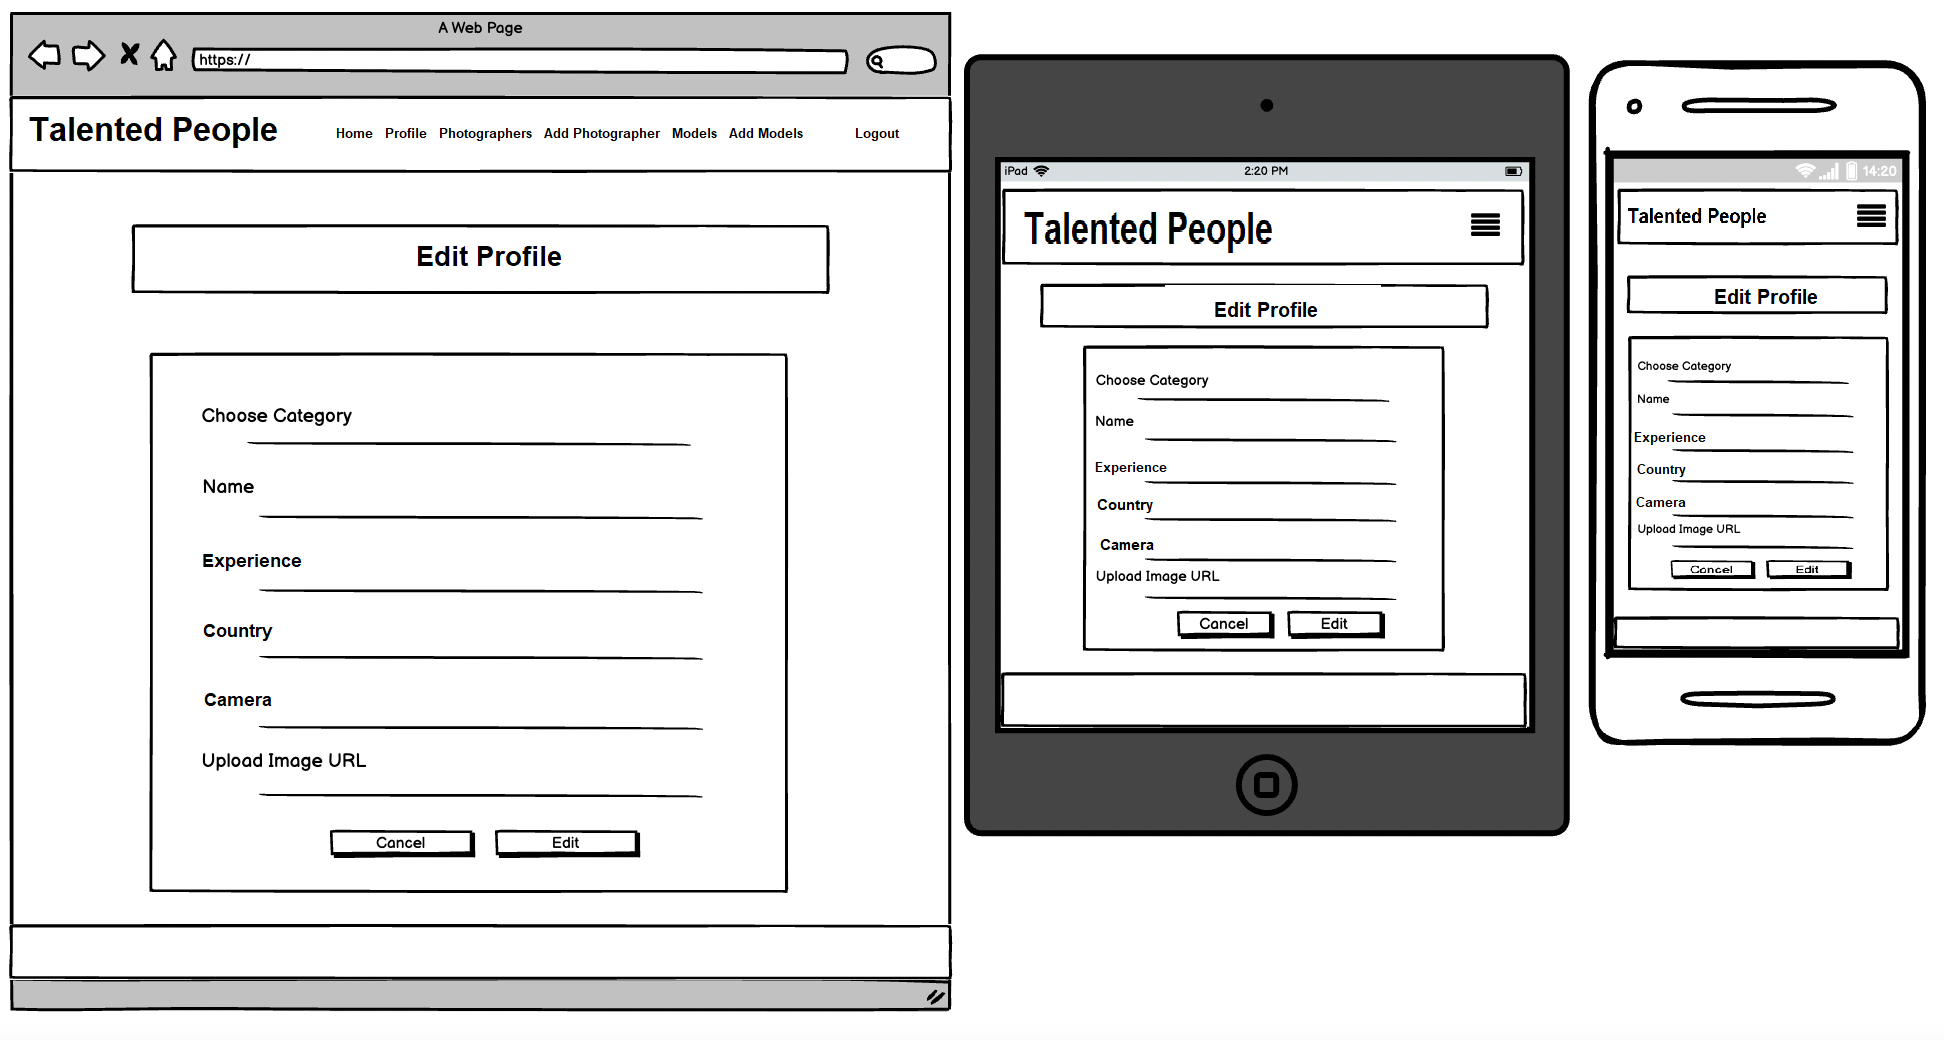 A Web Page
https://
Talented People
Home Profile Photographers Add Photographer Models Add Models Logout
Edit Profile
Choose Category
Name
Experience
Country
Camera
Upload Image URL
Cancel Edit
iPad 2:20 PM
Talented People
Edit Profile
Choose Category
Name
Experience
Country
Camera
Upload Image URL
Cancel Edit
14:20
Talented People
Edit Profile
Choose Category
Name
Experience
Country
Camera
Upload Image URL
Cancel Edit